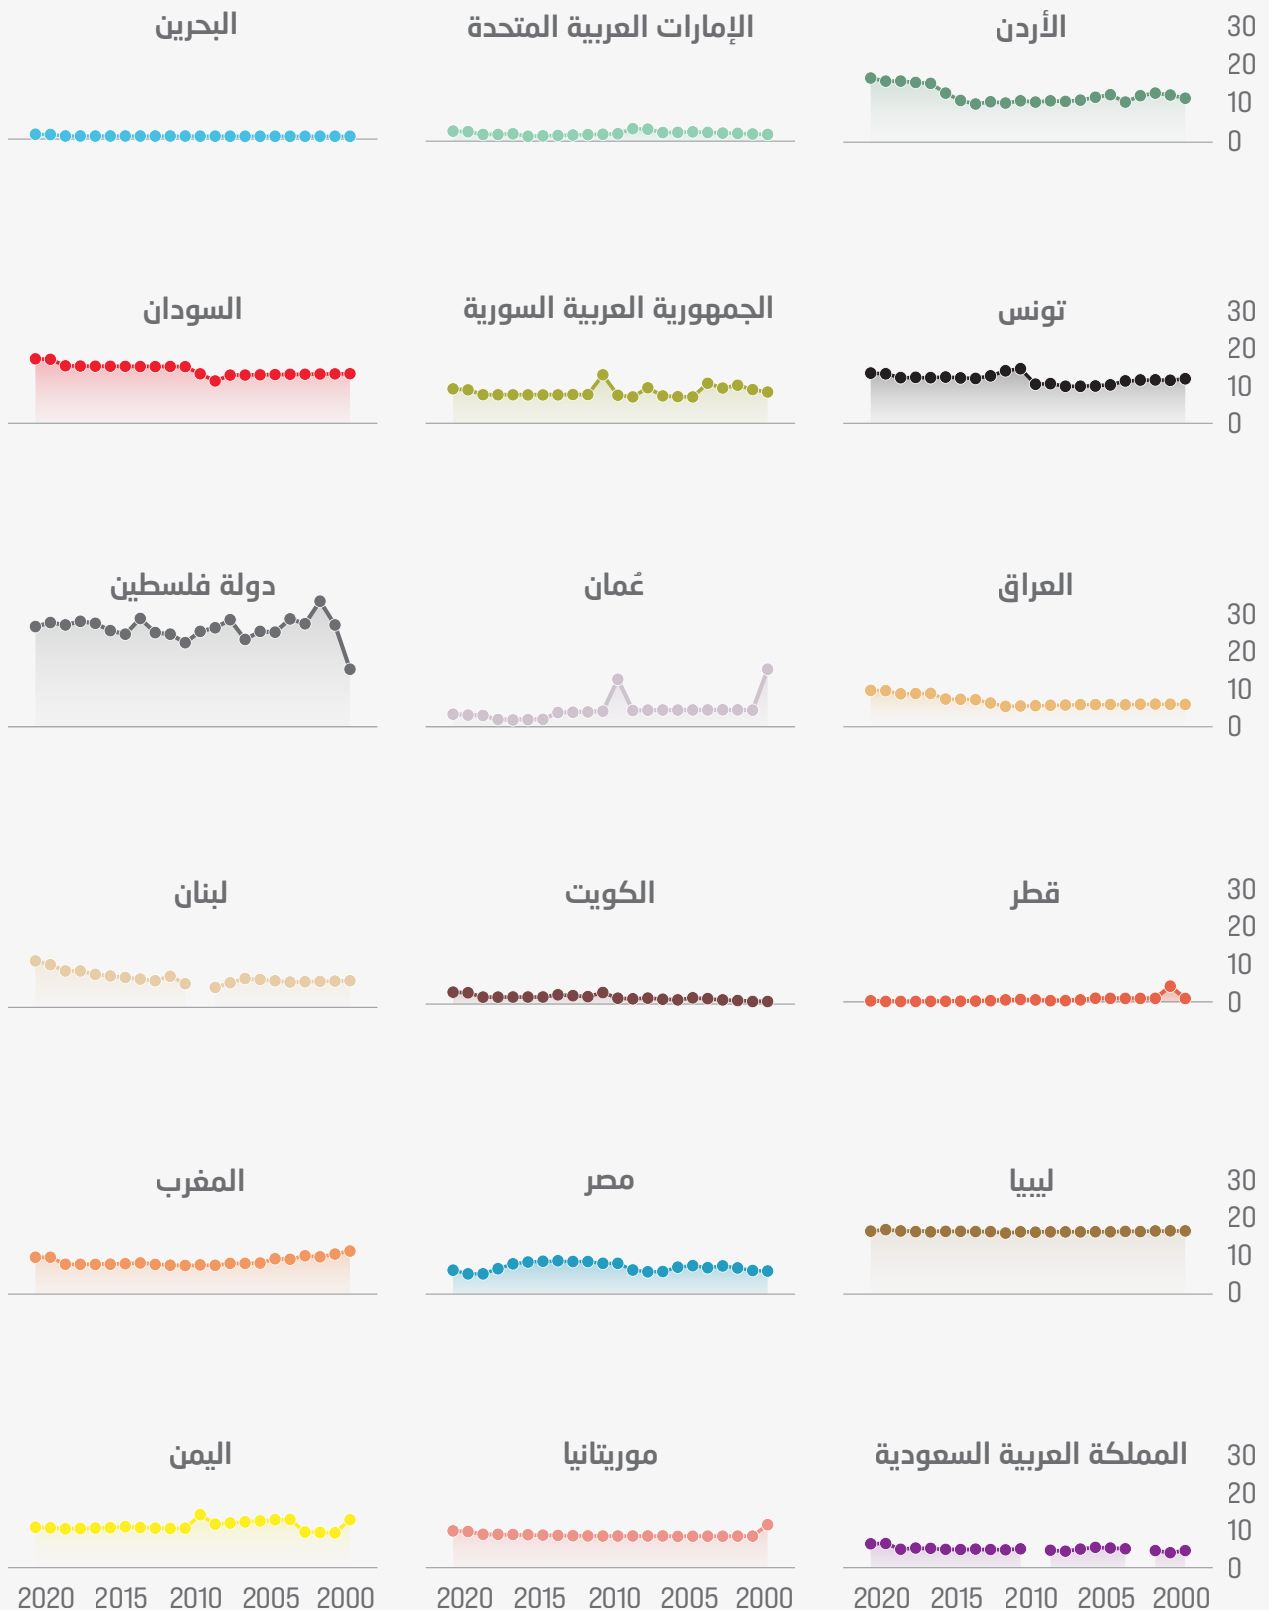 الأردن
الإمارات العربية المتحدة
البحرين
30
20
10
0
تونس
الجمهورية العربية السورية
السودان
30
20
10
0
العراق
عُمان
دولة فلسطين
30
20
10
0
قطر
الكويت
لبنان
30
20
10
0
ليبيا
مصر
المغرب
30
20
10
0
المملكة العربية السعودية
موريتانيا
اليمن
30
20
10
0
2020 2015 2010 2005 2000
2020 2015 2010 2005 2000
2020 2015 2010 2005 2000